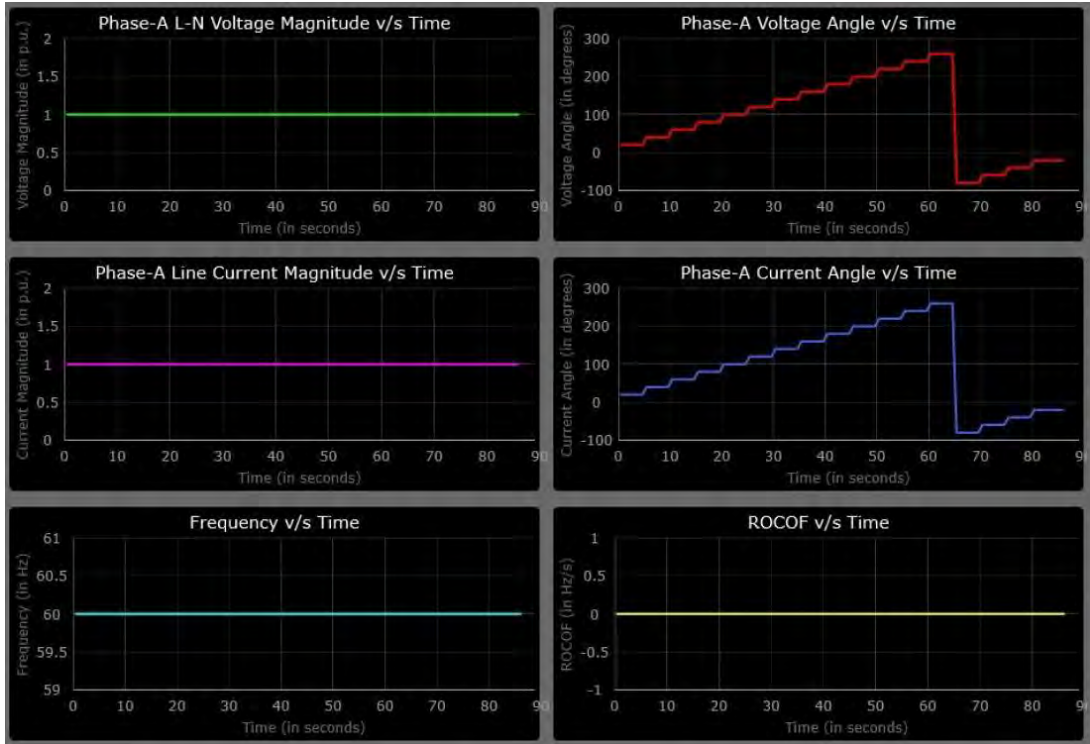 Phase-A L-N Voltage Magnitude v/s Time
Voltage Magnitude (in p.u.)
2
1.5
1
0.5
0
0 10 20 30 40 50 60 70 80 90
Time (in seconds)
Phase-A Voltage Angle v/s Time
Voltage Angle (in degrees)
300
200
100
0
-100
0 10 20 30 40 50 60 70 80 9
Time (in seconds)
Phase-A Line Current Magnitude v/s Time
Current Magnitude (in p.u.)
2
1.5
1
0.5
0
0 10 20 30 40 50 60 70 80 90
Time (in seconds)
Phase-A Current Angle v/s Time
Current Angle (in degrees)
300
200
100
0
-100
0 10 20 30 40 50 60 70 80 9
Time (in seconds)
Frequency v/s Time
Frequency (in Hz)
61
60.5
60
59.5
59
0 10 20 30 40 50 60 70 80 90
Time (in seconds)
ROCOF v/s Time
ROCOF (in Hz/s)
1
0.5
0
-0.5
-1
0 10 20 30 40 50 60 70 80 9
Time (in seconds)